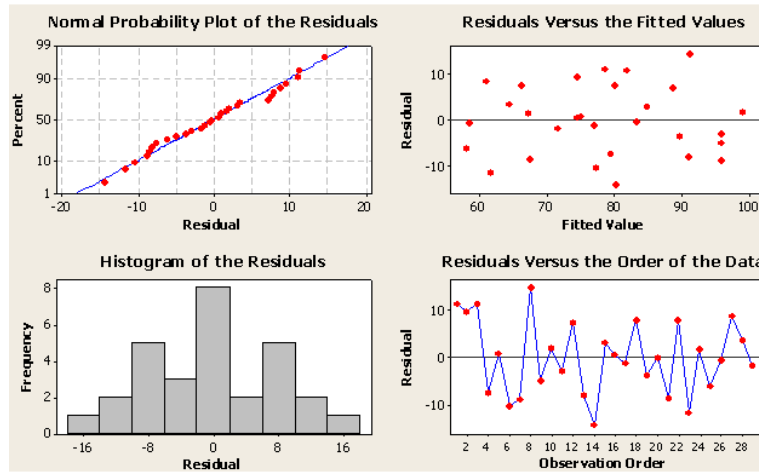 Normal Probability Plot of the Residuals
99
90
50
10
1
Percent
-20 -10 0 10 20
Residual
Residuals Versus the Fitted Values
10
0
-10
Residual
60 70 80 90 100
Fitted Value
Histogram of the Residuals
8
6
4
2
0
Frequency
-16 -8 0 8 16
Residual
Residuals Versus the Order of the Data
10
0
-10
Residual
2 4 6 8 10 12 14 16 18 20 22 24 26 28
Observation Order